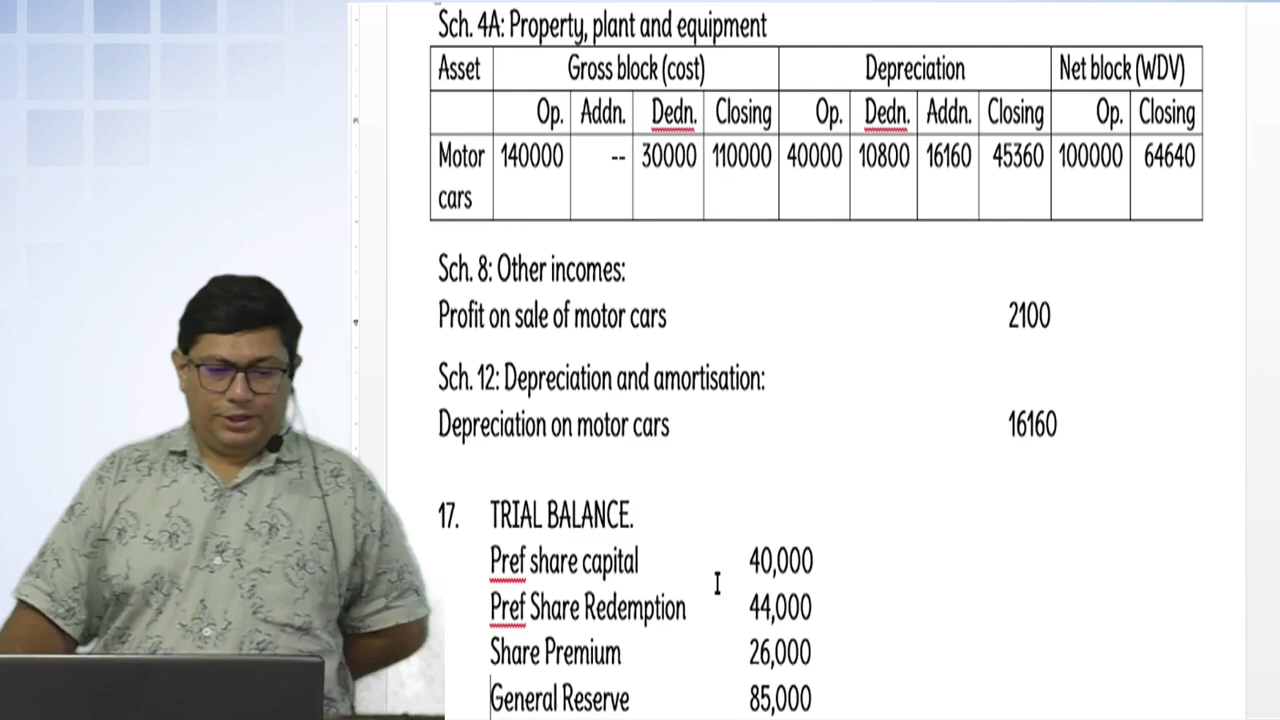 Sch. 4A: Property, plant and equipment
Asset Gross block (cost) Depreciation Net block (WDV)
Op. Addn. Dedn. Closing Op. Dedn. Addn. Closing Op. Closing
Motor cars 140000 -- 30000 110000 40000 10800 16160 45360 100000 64640
Sch. 8: Other incomes:
Profit on sale of motor cars 2100
Sch. 12: Depreciation and amortisation:
Depreciation on motor cars 16160
17. TRIAL BALANCE.
Pref share capital 40,000
Pref Share Redemption 44,000
Share Premium 26,000
General Reserve 85,000